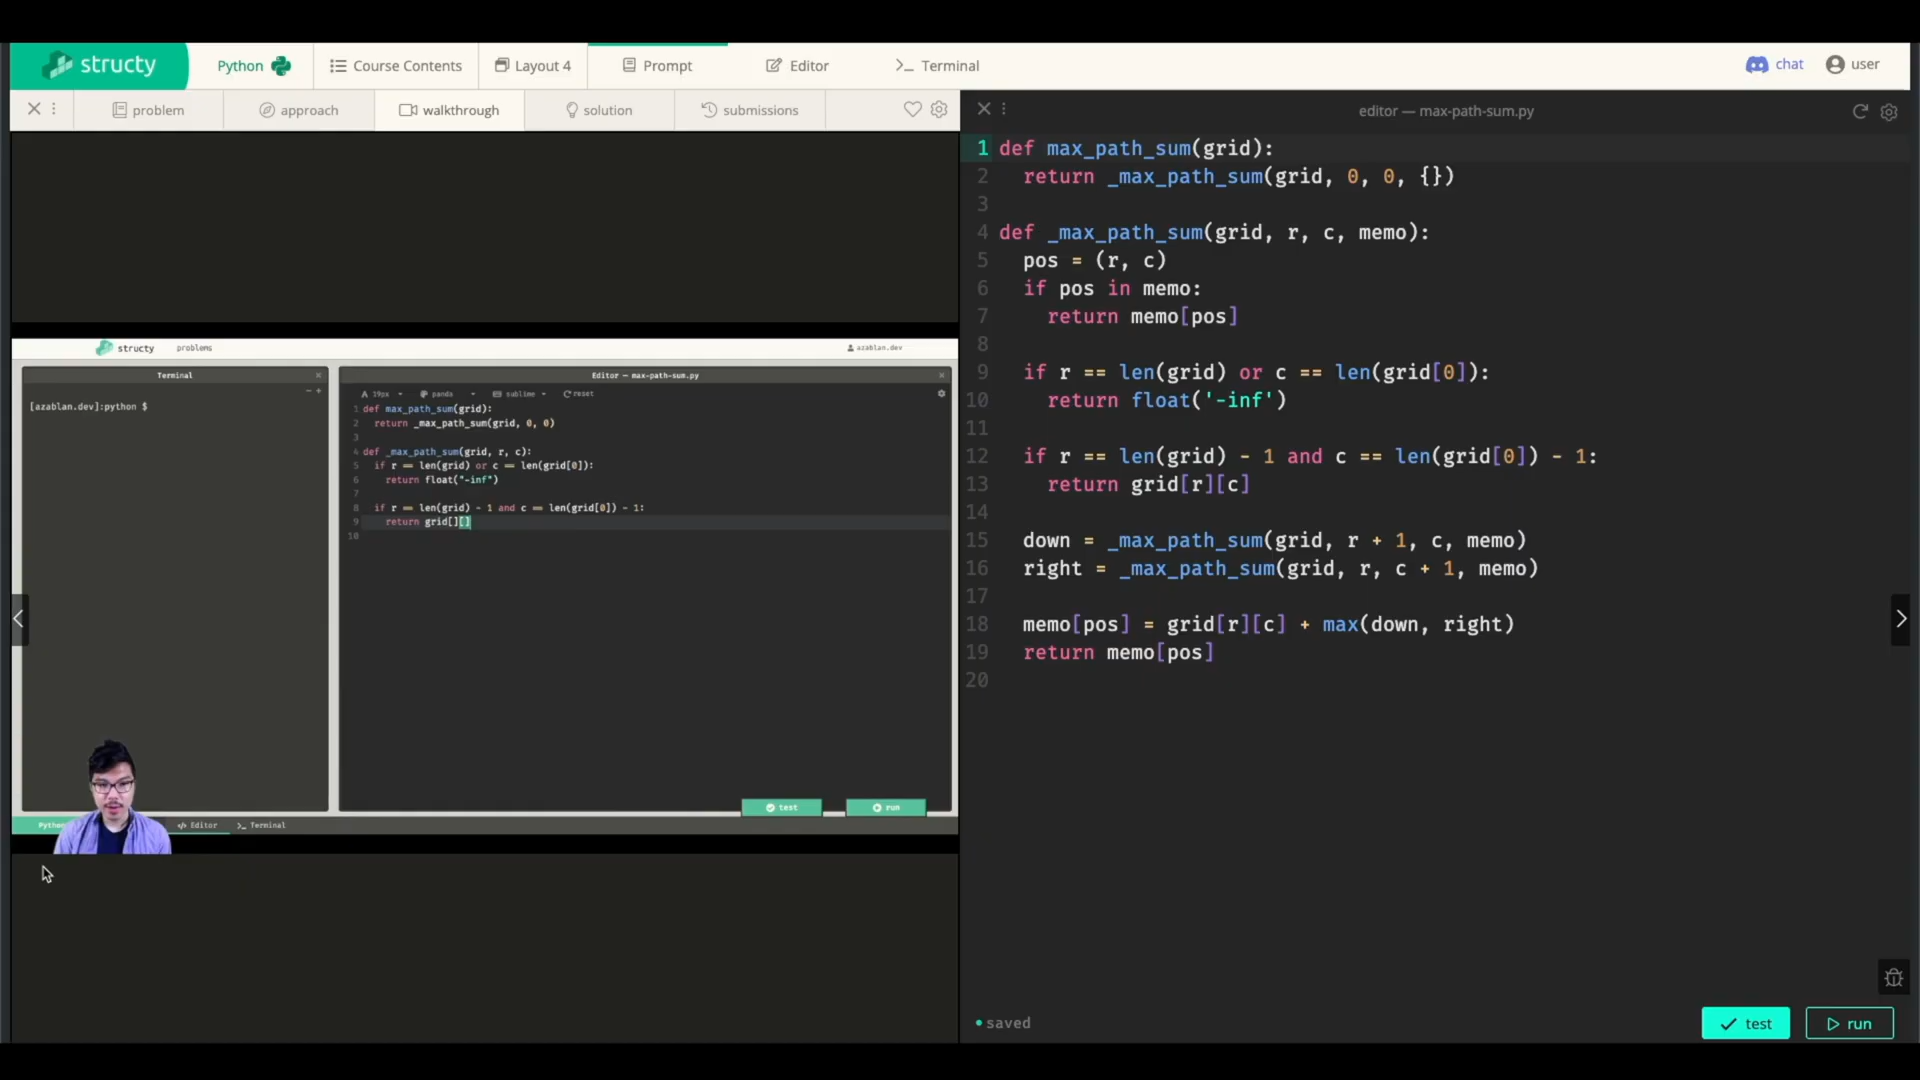 structy
Python
Course Contents
Layout 4
Prompt
Editor
>_ Terminal
chat
user
problem
approach
walkthrough
solution
submissions
editor — max-path-sum.py
structy
problems
azablan.dev
Terminal
[azablan.dev]:python $
Editor — max-path-sum.py
A 19px
panda
sublime
reset
1 def max_path_sum(grid):
2 return _max_path_sum(grid, 0, 0)
3
4 def _max_path_sum(grid, r, c):
5 if r == len(grid) or c == len(grid[0]):
6 return float("-inf")
7
8 if r == len(grid) - 1 and c == len(grid[0]) - 1:
9 return grid[][]
10
test
run
Python
</> Editor
>_ Terminal
1 def max_path_sum(grid):
2 return _max_path_sum(grid, 0, 0, {})
3
4 def _max_path_sum(grid, r, c, memo):
5 pos = (r, c)
6 if pos in memo:
7 return memo[pos]
8
9 if r == len(grid) or c == len(grid[0]):
10 return float('-inf')
11
12 if r == len(grid) - 1 and c == len(grid[0]) - 1:
13 return grid[r][c]
14
15 down = _max_path_sum(grid, r + 1, c, memo)
16 right = _max_path_sum(grid, r, c + 1, memo)
17
18 memo[pos] = grid[r][c] + max(down, right)
19 return memo[pos]
20
saved
test
run